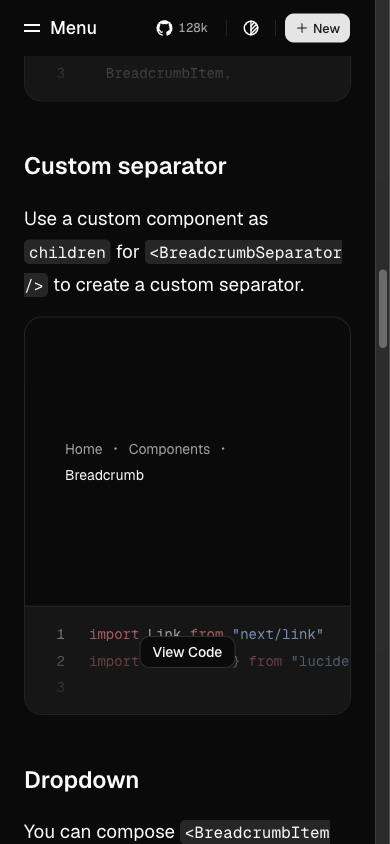 Menu 128k + New
3 BreadcrumbItem,
Custom separator
Use a custom component as
children for <BreadcrumbSeparator
/> to create a custom separator.
Home · Components ·
Breadcrumb
1 import Link from "next/link"
2 import } from "lucide
View Code
3
Dropdown
You can compose <BreadcrumbItem